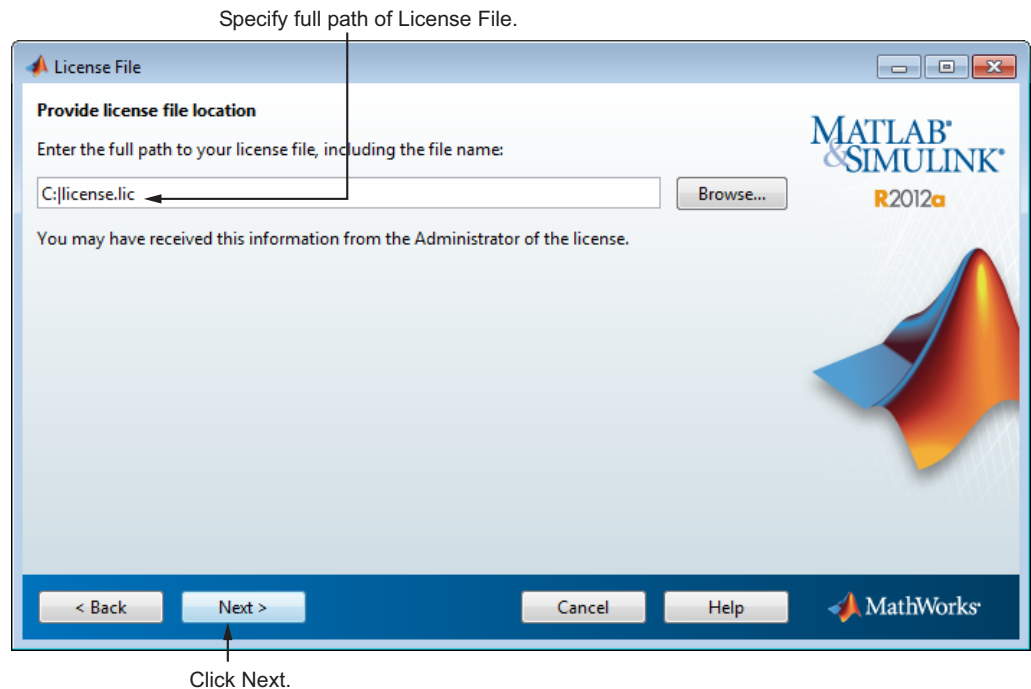 Specify full path of License File.
License File
Provide license file location
Enter the full path to your license file, including the file name:
C:|license.lic
Browse...
You may have received this information from the Administrator of the license.
MATLAB®
&SIMULINK®
R2012a
< Back
Next >
Cancel
Help
MathWorks®
Click Next.